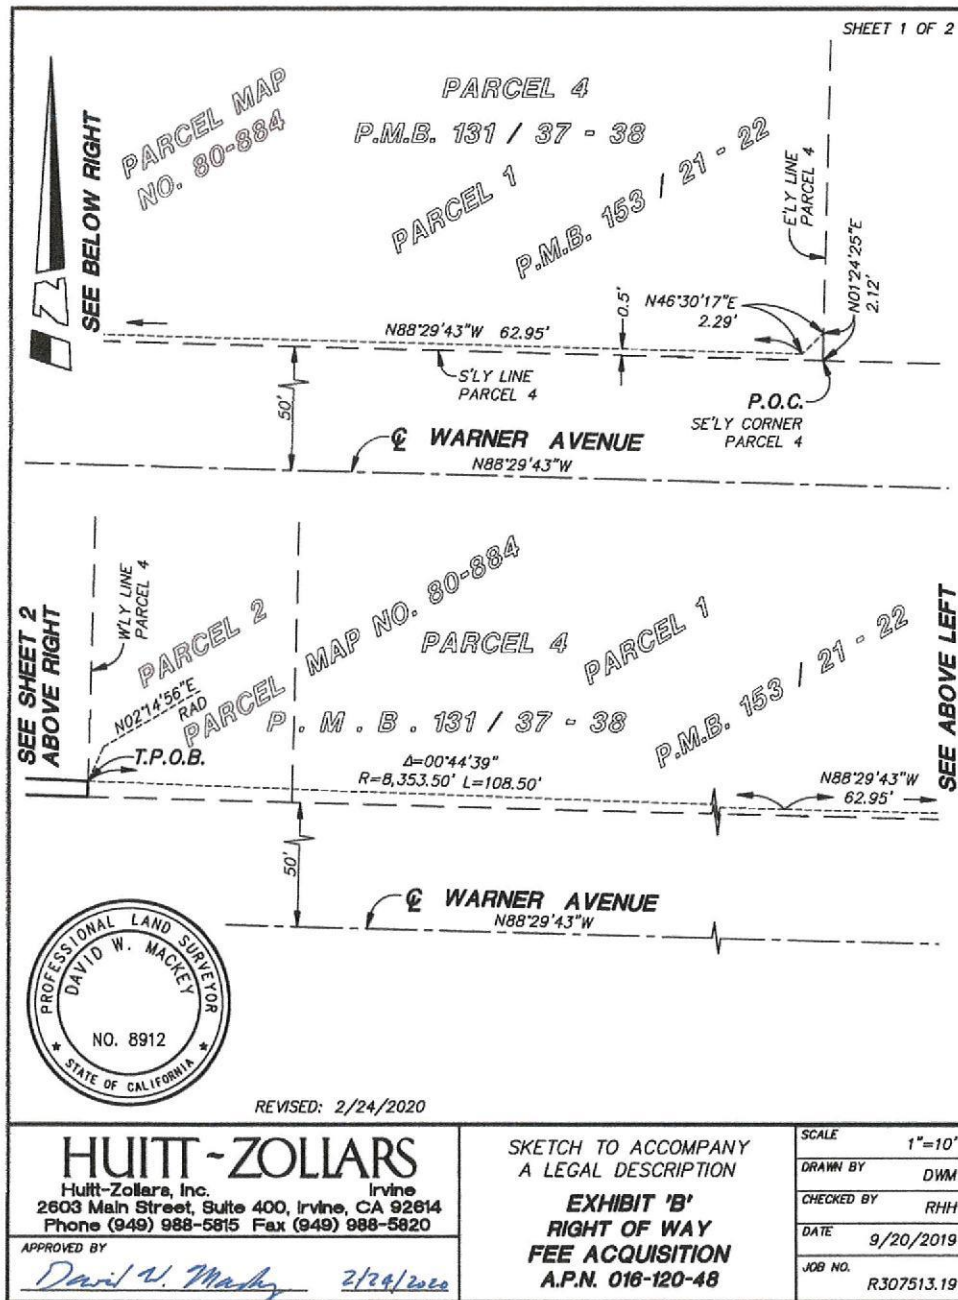 SHEET 1 OF 2
SEE BELOW RIGHT
PARCEL MAP
NO. 80-884
PARCEL 4
P.M.B. 131 / 37 - 38
PARCEL 1
P.M.B. 153 / 21 - 22
E'LY LINE
PARCEL 4
N01°24'25"E
2.12'
N46°30'17"E
2.29'
0.5'
N88°29'43"W 62.95'
S'LY LINE
PARCEL 4
P.O.C.
SE'LY CORNER
PARCEL 4
50'
℄ WARNER AVENUE
N88°29'43"W
Z
SEE SHEET 2
ABOVE RIGHT
W'LY LINE
PARCEL 4
PARCEL 2
PARCEL MAP NO. 80-884
PARCEL 4
P.M.B. 131 / 37 - 38
PARCEL 1
P.M.B. 153 / 21 - 22
SEE ABOVE LEFT
N02°14'56"E
RAD
T.P.O.B.
Δ=00°44'39"
R=8,353.50' L=108.50'
N88°29'43"W
62.95'
50'
℄ WARNER AVENUE
N88°29'43"W
PROFESSIONAL LAND SURVEYOR
DAVID W. MACKEY
NO. 8912
★ STATE OF CALIFORNIA ★
REVISED: 2/24/2020
HUITT-ZOLLARS
Huitt-Zollars, Inc. Irvine
2603 Main Street, Suite 400, Irvine, CA 92614
Phone (949) 988-5815 Fax (949) 988-5820
APPROVED BY
David W. Mackey 2/24/2020
SKETCH TO ACCOMPANY
A LEGAL DESCRIPTION
EXHIBIT 'B'
RIGHT OF WAY
FEE ACQUISITION
A.P.N. 016-120-48
SCALE 1"=10'
DRAWN BY DWM
CHECKED BY RHH
DATE 9/20/2019
JOB NO. R307513.19